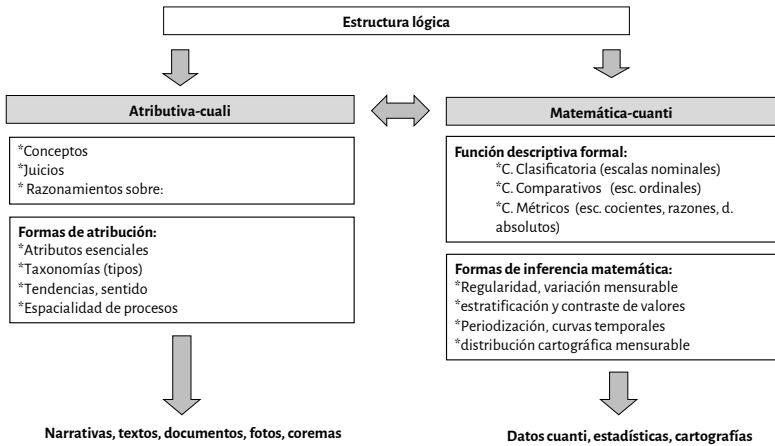 Estructura lógica
Atributiva-cuali
*Conceptos
*Juicios
* Razonamientos sobre:
Formas de atribución:
*Atributos esenciales
*Taxonomías (tipos)
*Tendencias, sentido
*Espacialidad de procesos
Narrativas, textos, documentos, fotos, coremas
Matemática-cuanti
Función descriptiva formal:
*C. Clasificatoria (escalas nominales)
*C. Comparativos (esc. ordinales)
*C. Métricos (esc. cocientes, razones, d.
absolutos)
Formas de inferencia matemática:
*Regularidad, variación mensurable
*estratificación y contraste de valores
*Periodización, curvas temporales
*distribución cartográfica mensurable
Datos cuanti, estadísticas, cartografías